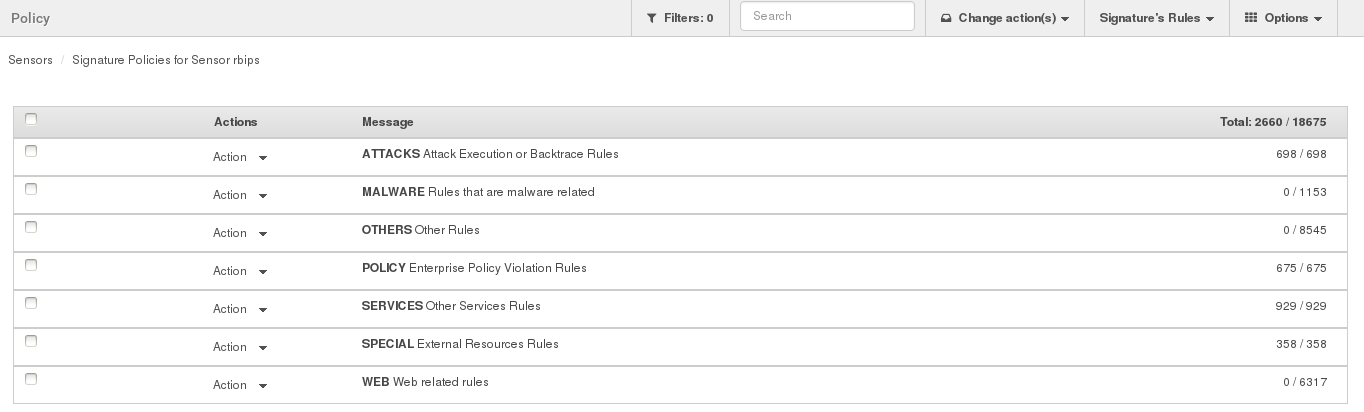 Policy Filters: 0 Search Change action(s) Signature's Rules Options
Sensors / Signature Policies for Sensor rbips
Actions Message Total: 2660 / 18675
Action ATTACKS Attack Execution or Backtrace Rules 698 / 698
Action MALWARE Rules that are malware related 0 / 1153
Action OTHERS Other Rules 0 / 8545
Action POLICY Enterprise Policy Violation Rules 675 / 675
Action SERVICES Other Services Rules 929 / 929
Action SPECIAL External Resources Rules 358 / 358
Action WEB Web related rules 0 / 6317